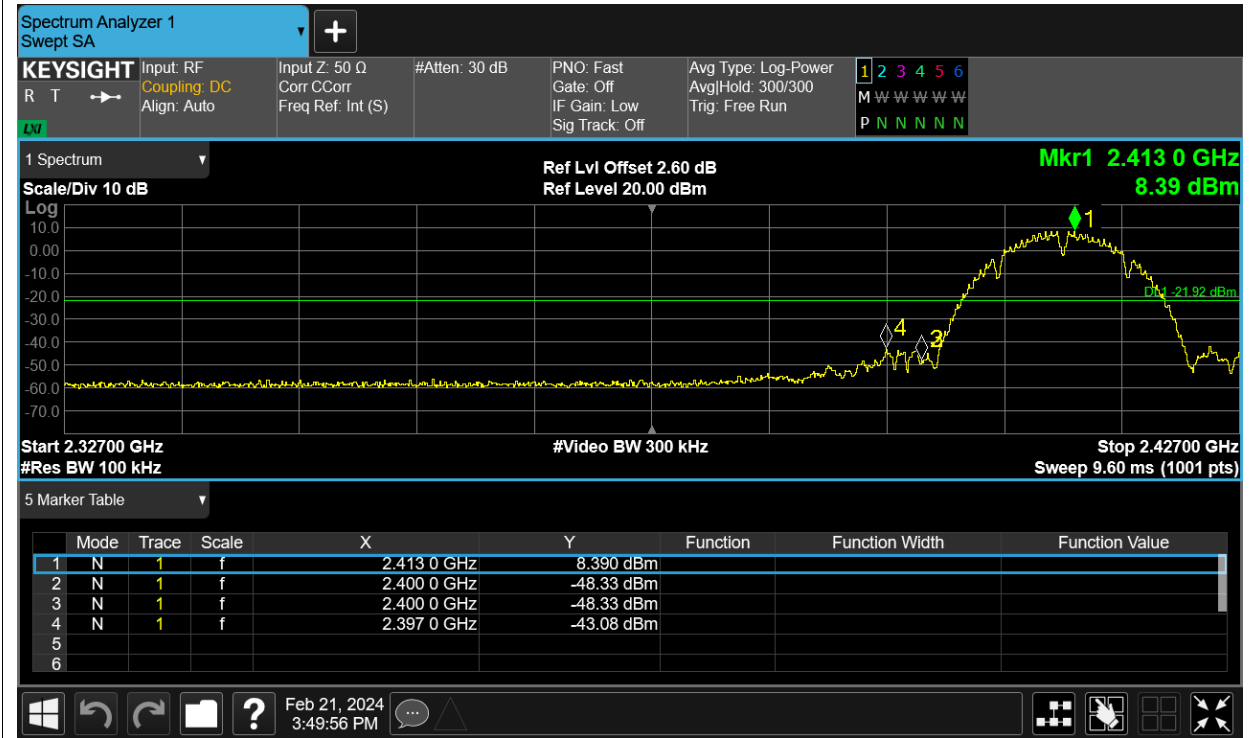 Spectrum Analyzer 1
Swept SA
+
KEYSIGHT Input: RF Input Z: 50 Ω #Atten: 30 dB PNO: Fast Avg Type: Log-Power 1 2 3 4 5 6
R T Coupling: DC Corr CCorr Gate: Off Avg|Hold: 300/300 M W W W W W
Align: Auto Freq Ref: Int (S) IF Gain: Low Trig: Free Run
LXI Sig Track: Off P N N N N N
1 Spectrum
Ref Lvl Offset 2.60 dB Mkr1 2.413 0 GHz
Scale/Div 10 dB Ref Level 20.00 dBm 8.39 dBm
Log
1
10.0
0.00
-10.0
-20.0
-21.92 dBm
-30.0
4
-40.0
-50.0
-60.0
-70.0
Start 2.32700 GHz #Video BW 300 kHz Stop 2.42700 GHz
#Res BW 100 kHz Sweep 9.60 ms (1001 pts)
5 Marker Table
Mode Trace Scale X Y Function Function Width Function Value
1 N 1 f 2.413 0 GHz 8.390 dBm
2 N 1 f 2.400 0 GHz -48.33 dBm
3 N 1 f 2.400 0 GHz -48.33 dBm
4 N 1 f 2.397 0 GHz -43.08 dBm
5
6
? Feb 21, 2024
3:49:56 PM